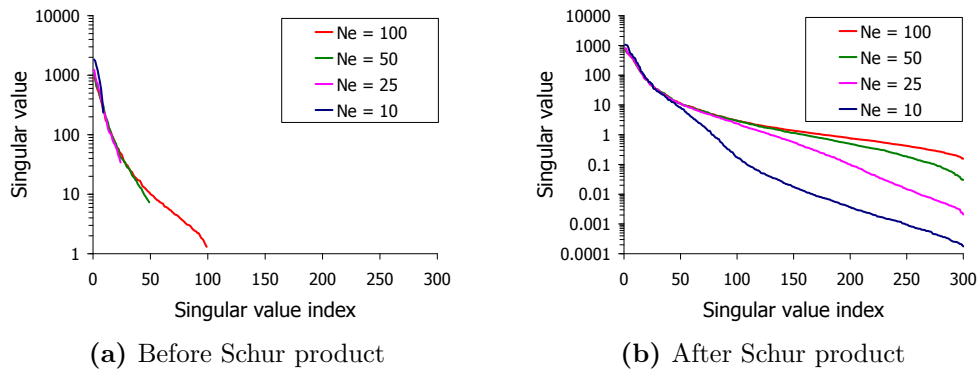 10000
1000
100
10
1
Singular value
0 50 100 150 200 250 300
Singular value index
Ne = 100
Ne = 50
Ne = 25
Ne = 10
(a) Before Schur product
10000
1000
100
10
1
0.1
0.01
0.001
0.0001
Singular value
0 50 100 150 200 250 300
Singular value index
Ne = 100
Ne = 50
Ne = 25
Ne = 10
(b) After Schur product